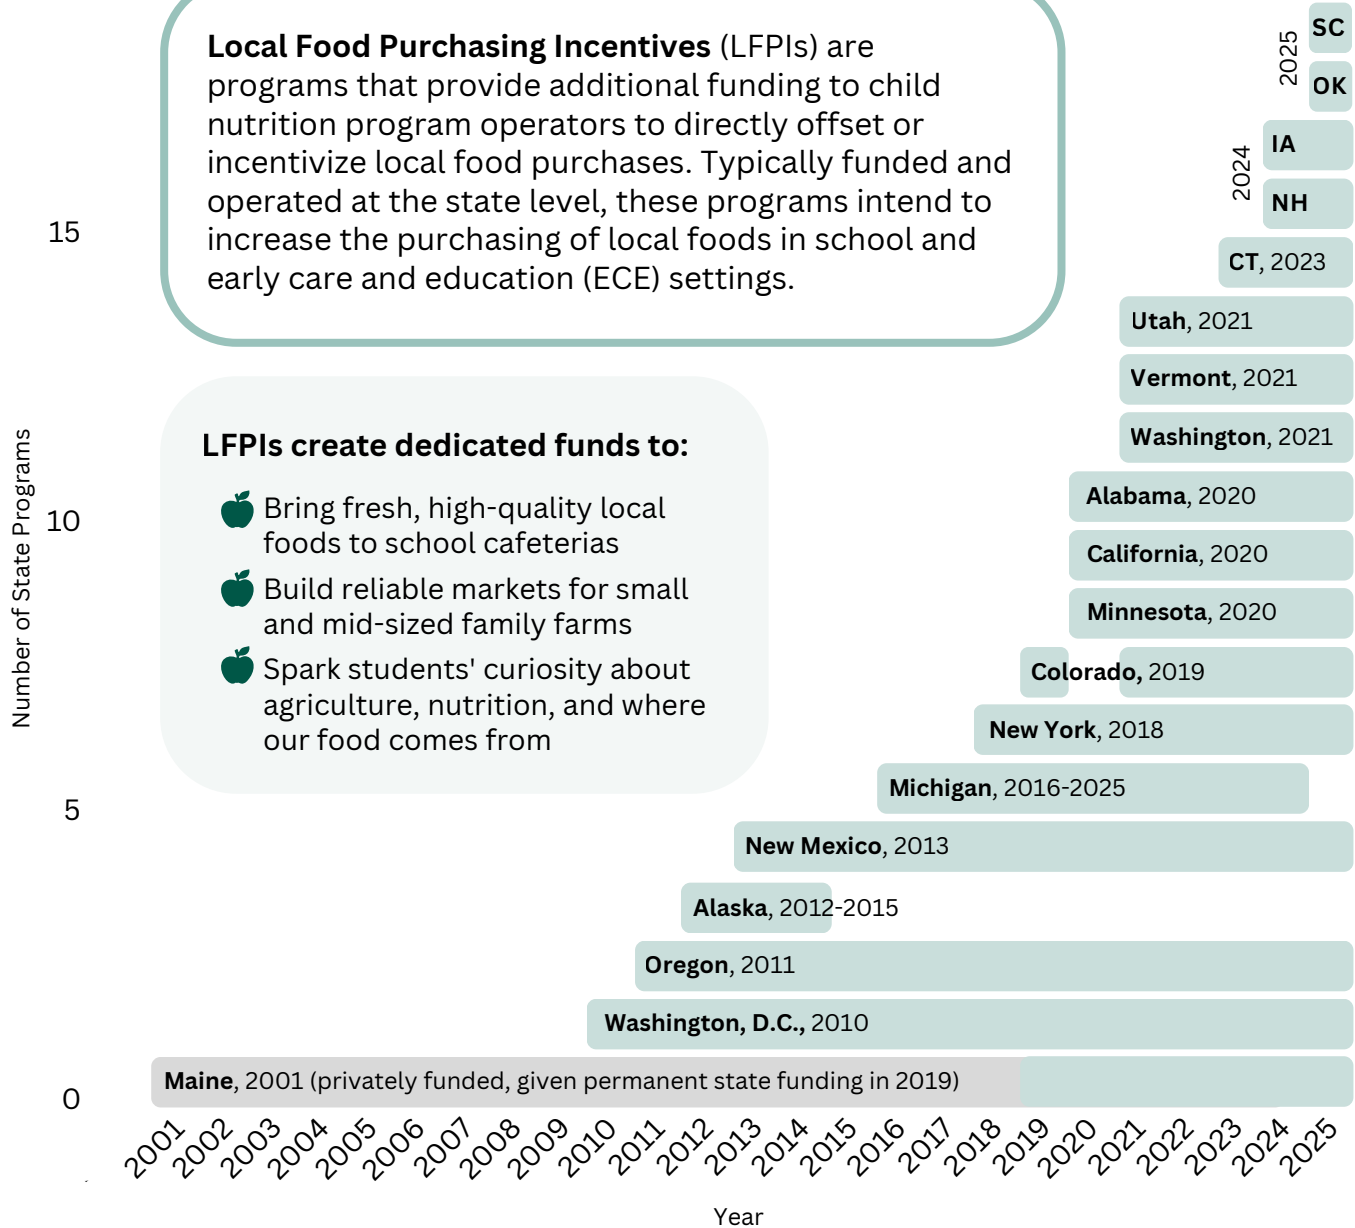 Local Food Purchasing Incentives (LFPIs) are
programs that provide additional funding to child
nutrition program operators to directly offset or
incentivize local food purchases. Typically funded and
operated at the state level, these programs intend to
increase the purchasing of local foods in school and
early care and education (ECE) settings.
LFPIs create dedicated funds to:
Bring fresh, high-quality local
foods to school cafeterias
Build reliable markets for small
and mid-sized family farms
Spark students' curiosity about
agriculture, nutrition, and where
our food comes from
Number of State Programs
15
10
5
0
2025
SC
OK
2024
IA
NH
CT, 2023
Utah, 2021
Vermont, 2021
Washington, 2021
Alabama, 2020
California, 2020
Minnesota, 2020
Colorado, 2019
New York, 2018
Michigan, 2016-2025
New Mexico, 2013
Alaska, 2012-2015
Oregon, 2011
Washington, D.C., 2010
Maine, 2001 (privately funded, given permanent state funding in 2019)
2001
2002
2003
2004
2005
2006
2007
2008
2009
2010
2011
2012
2013
2014
2015
2016
2017
2018
2019
2020
2021
2022
2023
2024
2025
Year